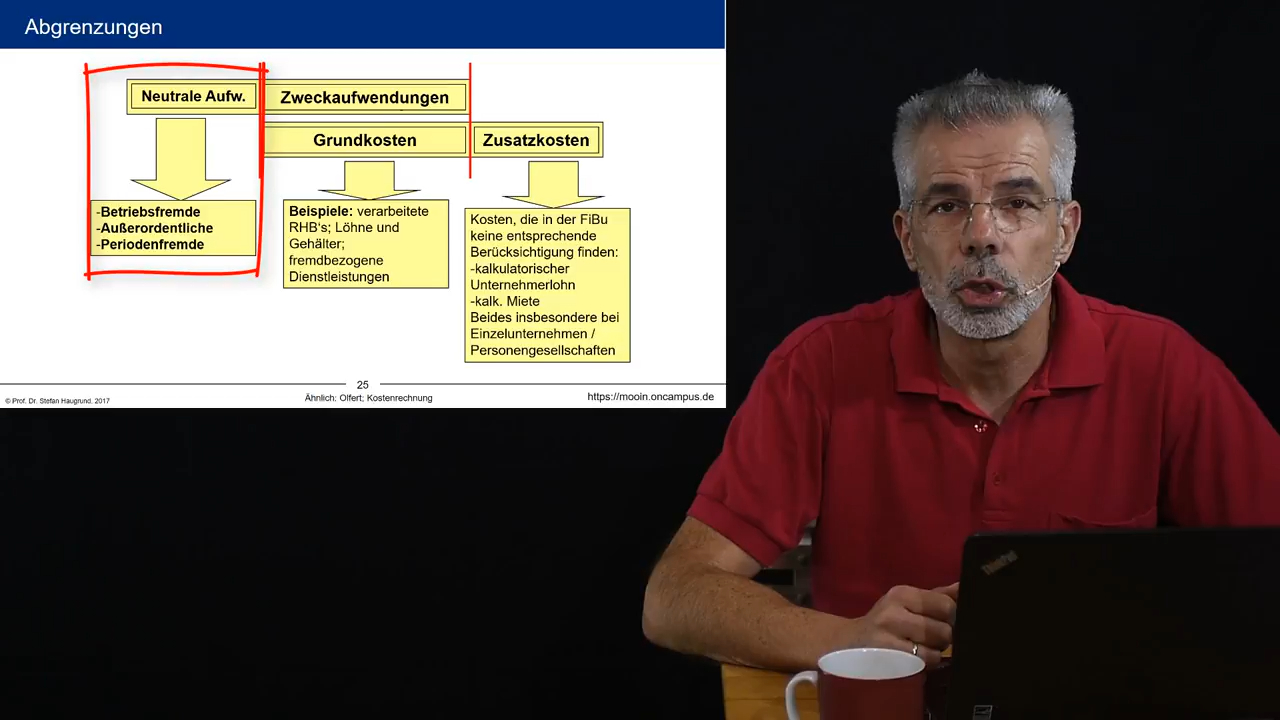 Abgrenzungen
Neutrale Aufw.
Zweckaufwendungen
Grundkosten
Zusatzkosten
-Betriebsfremde
-Außerordentliche
-Periodenfremde
Beispiele: verarbeitete
RHB's; Löhne und
Gehälter;
fremdbezogene
Dienstleistungen
Kosten, die in der FiBu
keine entsprechende
Berücksichtigung finden:
-kalkulatorischer
Unternehmerlohn
-kalk. Miete
Beides insbesondere bei
Einzelunternehmen /
Personengesellschaften
25
© Prof. Dr. Stefan Haugrund, 2017
Ähnlich: Olfert; Kostenrechnung
https://mooin.oncampus.de
ThinkPad